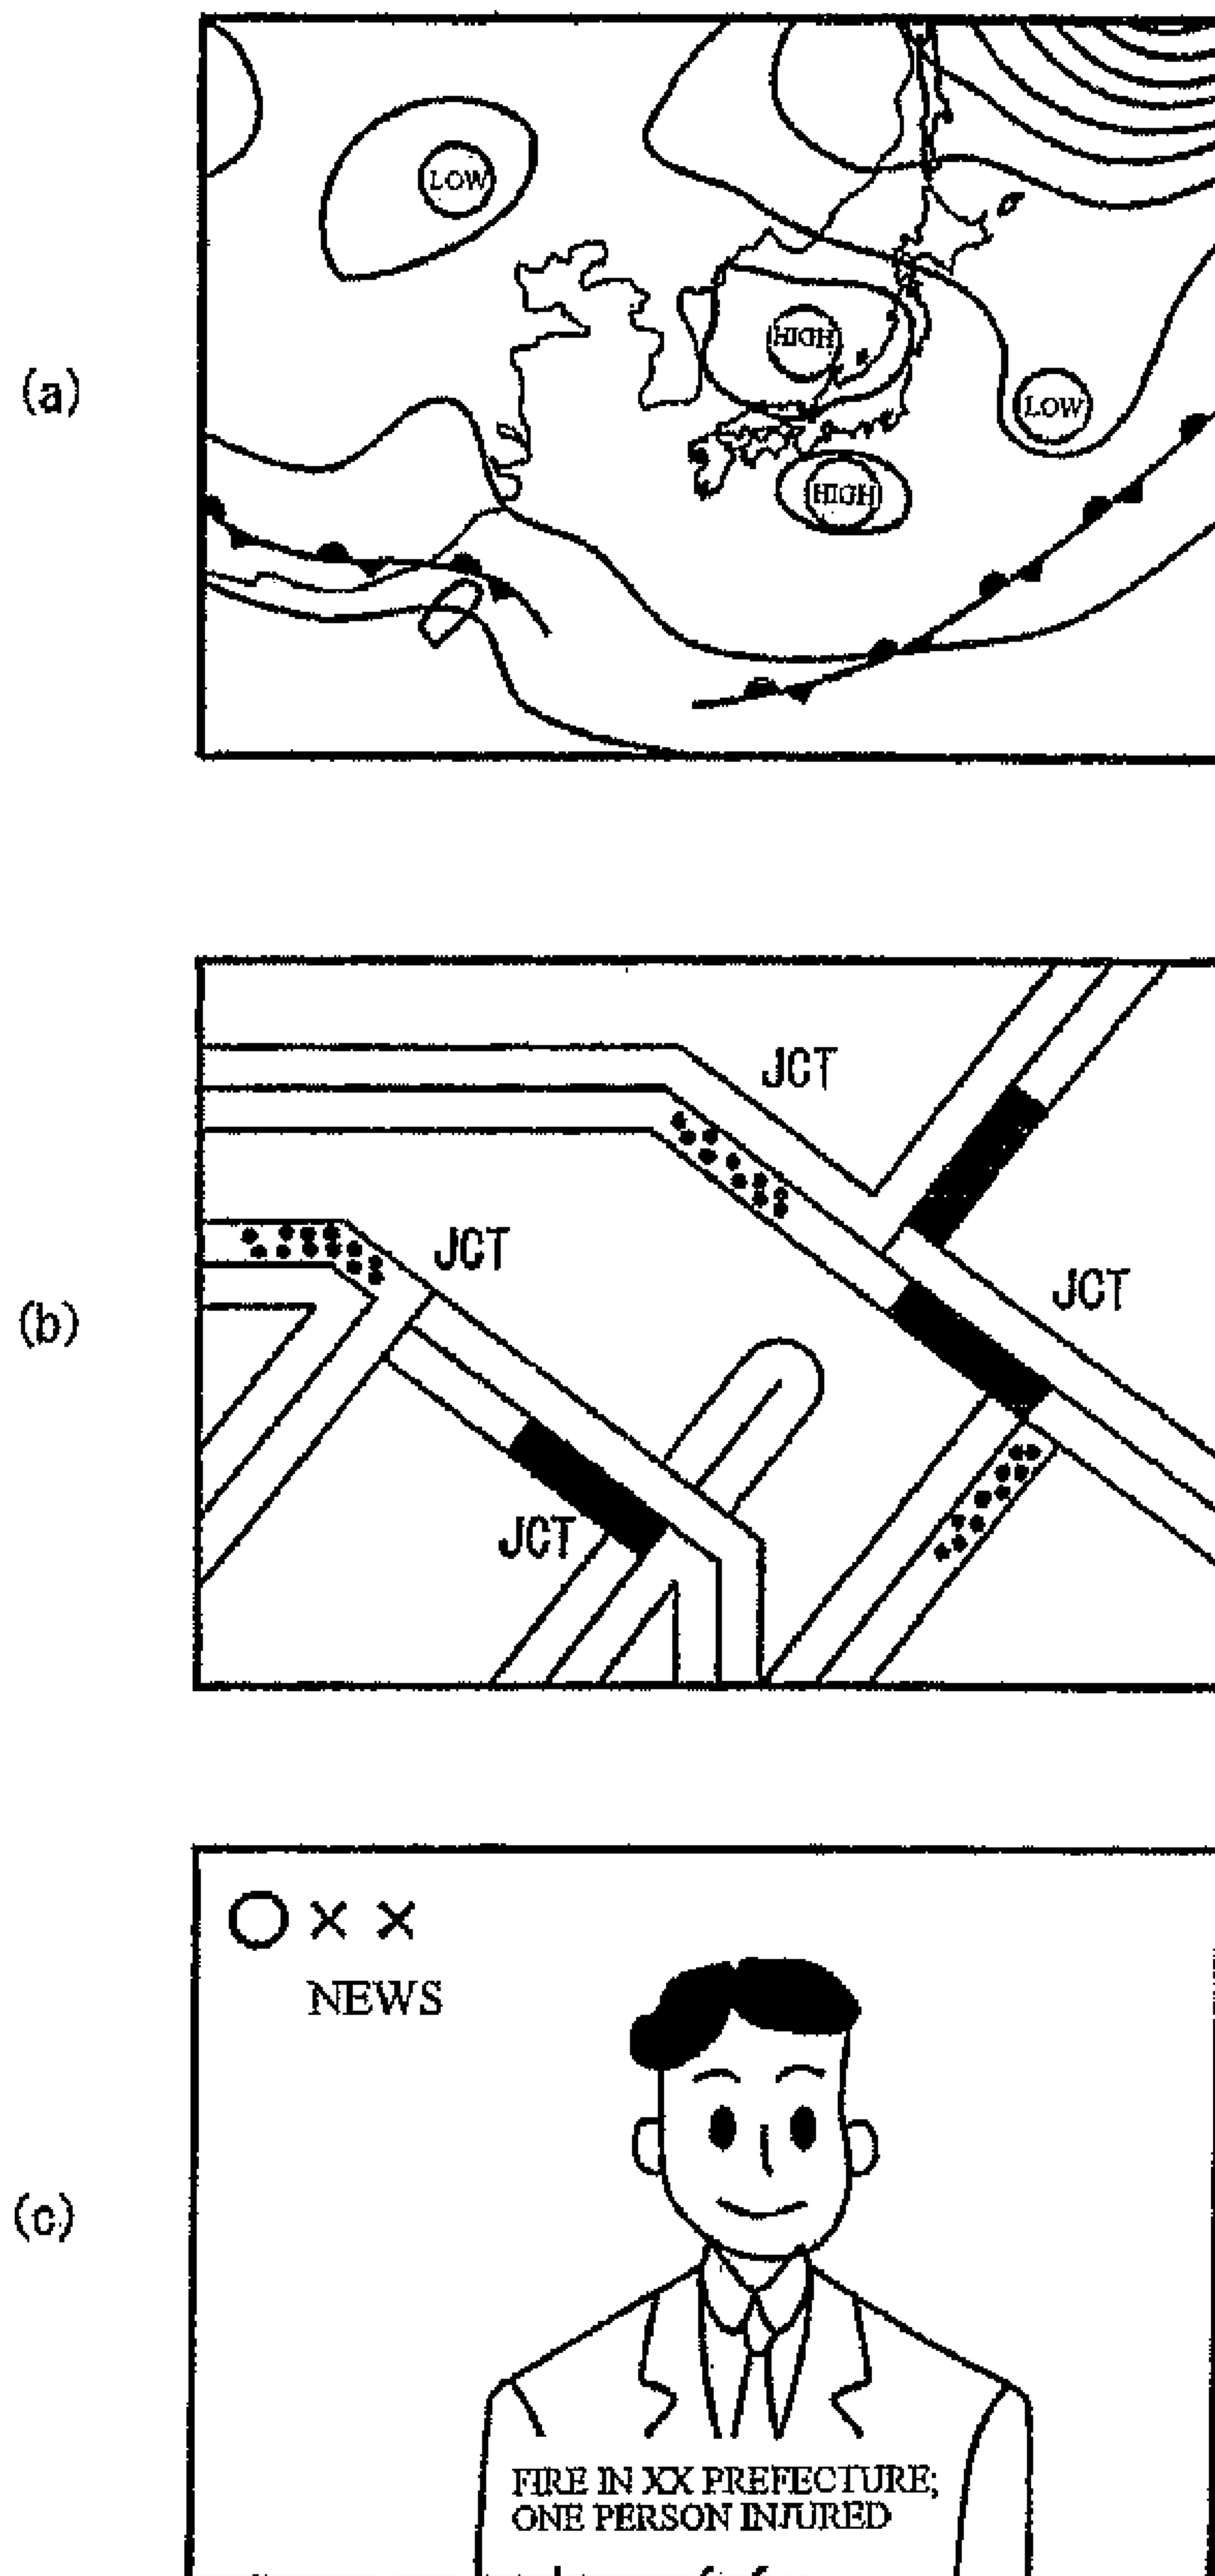 (a)
LOW
HIGH
LOW
HIGH
(b)
JCT
JCT
JCT
JCT
(c)
○××
NEWS
FIRE IN XX PREFECTURE;
ONE PERSON INJURED